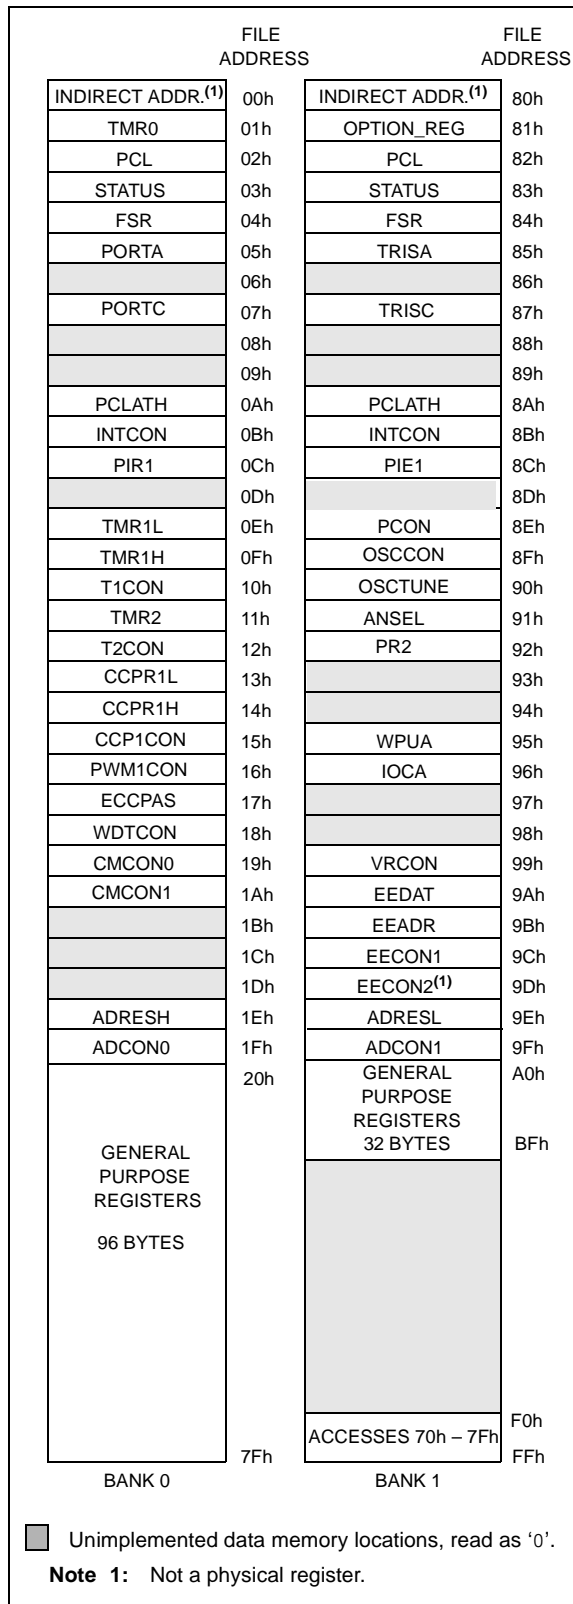 FILE ADDRESS FILE ADDRESS
INDIRECT ADDR.(1) 00h INDIRECT ADDR.(1) 80h
TMR0 01h OPTION_REG 81h
PCL 02h PCL 82h
STATUS 03h STATUS 83h
FSR 04h FSR 84h
PORTA 05h TRISA 85h
06h 86h
PORTC 07h TRISC 87h
08h 88h
09h 89h
PCLATH 0Ah PCLATH 8Ah
INTCON 0Bh INTCON 8Bh
PIR1 0Ch PIE1 8Ch
0Dh 8Dh
TMR1L 0Eh PCON 8Eh
TMR1H 0Fh OSCCON 8Fh
T1CON 10h OSCTUNE 90h
TMR2 11h ANSEL 91h
T2CON 12h PR2 92h
CCPR1L 13h 93h
CCPR1H 14h 94h
CCP1CON 15h WPUA 95h
PWM1CON 16h IOCA 96h
ECCPAS 17h 97h
WDTCON 18h 98h
CMCON0 19h VRCON 99h
CMCON1 1Ah EEDAT 9Ah
1Bh EEADR 9Bh
1Ch EECON1 9Ch
1Dh EECON2(1) 9Dh
ADRESH 1Eh ADRESL 9Eh
ADCON0 1Fh ADCON1 9Fh
20h GENERAL A0h
PURPOSE
REGISTERS
32 BYTES BFh
GENERAL
PURPOSE
REGISTERS
96 BYTES
F0h
ACCESSES 70h – 7Fh
7Fh FFh
BANK 0 BANK 1
Unimplemented data memory locations, read as ‘0’.
Note 1: Not a physical register.